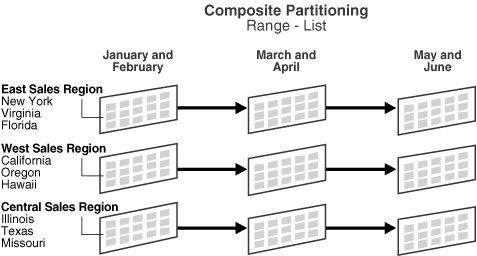 Composite Partitioning
Range - List
January and
February
March and
April
May and
June
East Sales Region
New York
Virginia
Florida
West Sales Region
California
Oregon
Hawaii
Central Sales Region
Illinois
Texas
Missouri